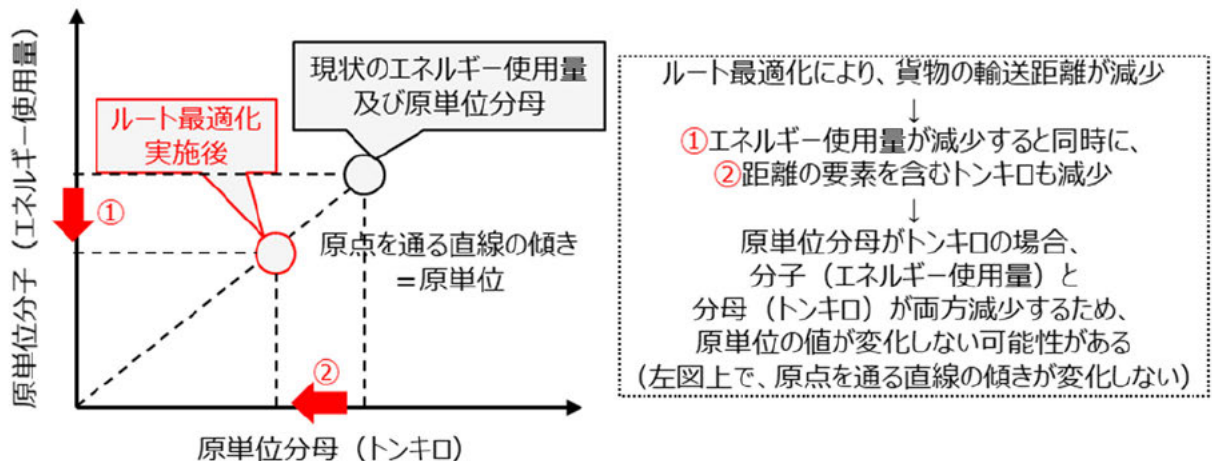 原単位分子（エネルギー使用量）
現状のエネルギー使用量
及び原単位分母
ルート最適化
実施後
①
原点を通る直線の傾き
＝原単位
②
原単位分母（トンキロ）
ルート最適化により、貨物の輸送距離が減少
↓
①エネルギー使用量が減少すると同時に、
②距離の要素を含むトンキロも減少
↓
原単位分母がトンキロの場合、
分子（エネルギー使用量）と
分母（トンキロ）が両方減少するため、
原単位の値が変化しない可能性がある
（左図上で、原点を通る直線の傾きが変化しない）